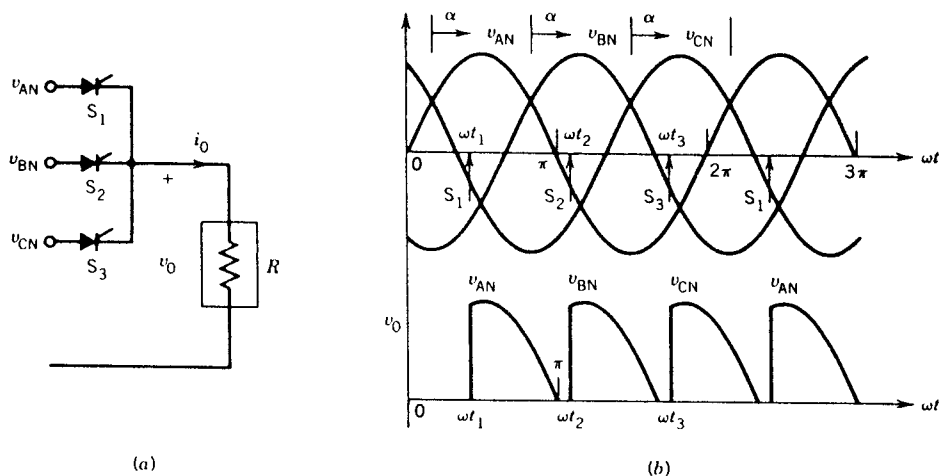 v_AN
S_1
v_BN
S_2
v_CN
S_3
i_0
+
v_0
R
(a)
α v_AN α v_BN α v_CN
0 ωt_1 π ωt_2 ωt_3 2π 3π ωt
S_1 S_2 S_3 S_1
v_AN v_BN v_CN v_AN
v_0
π
0 ωt_1 ωt_2 ωt_3 ωt
(b)